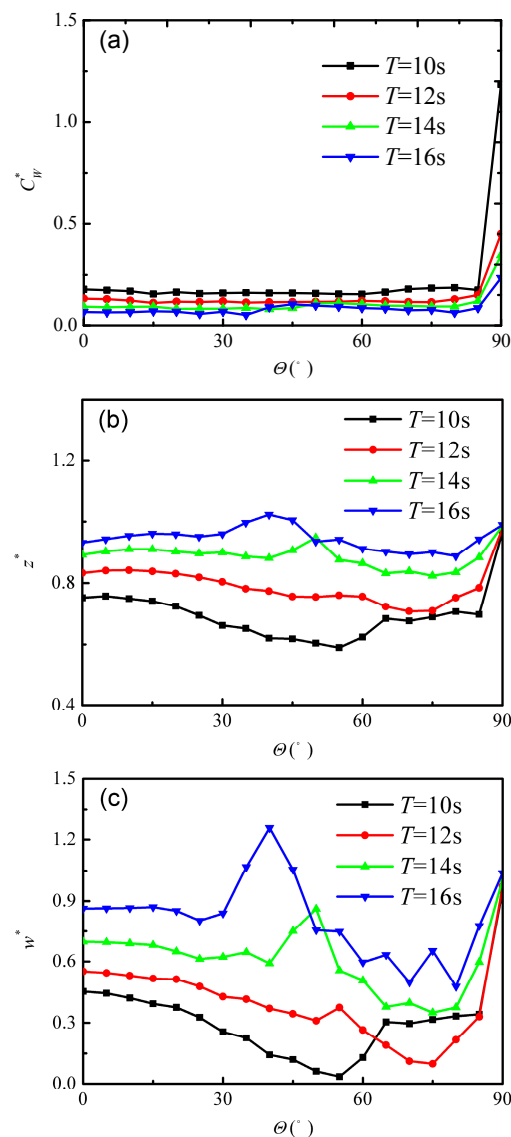 (a)
1.5
1.0
0.5
0.0
C_W^*
T=10s
T=12s
T=14s
T=16s
0 30 60 90
Θ(°)
(b)
1.2
0.8
0.4
z^*
T=10s
T=12s
T=14s
T=16s
0 30 60 90
Θ(°)
(c)
1.5
1.2
0.9
0.6
0.3
0.0
w^*
T=10s
T=12s
T=14s
T=16s
0 30 60 90
Θ(°)